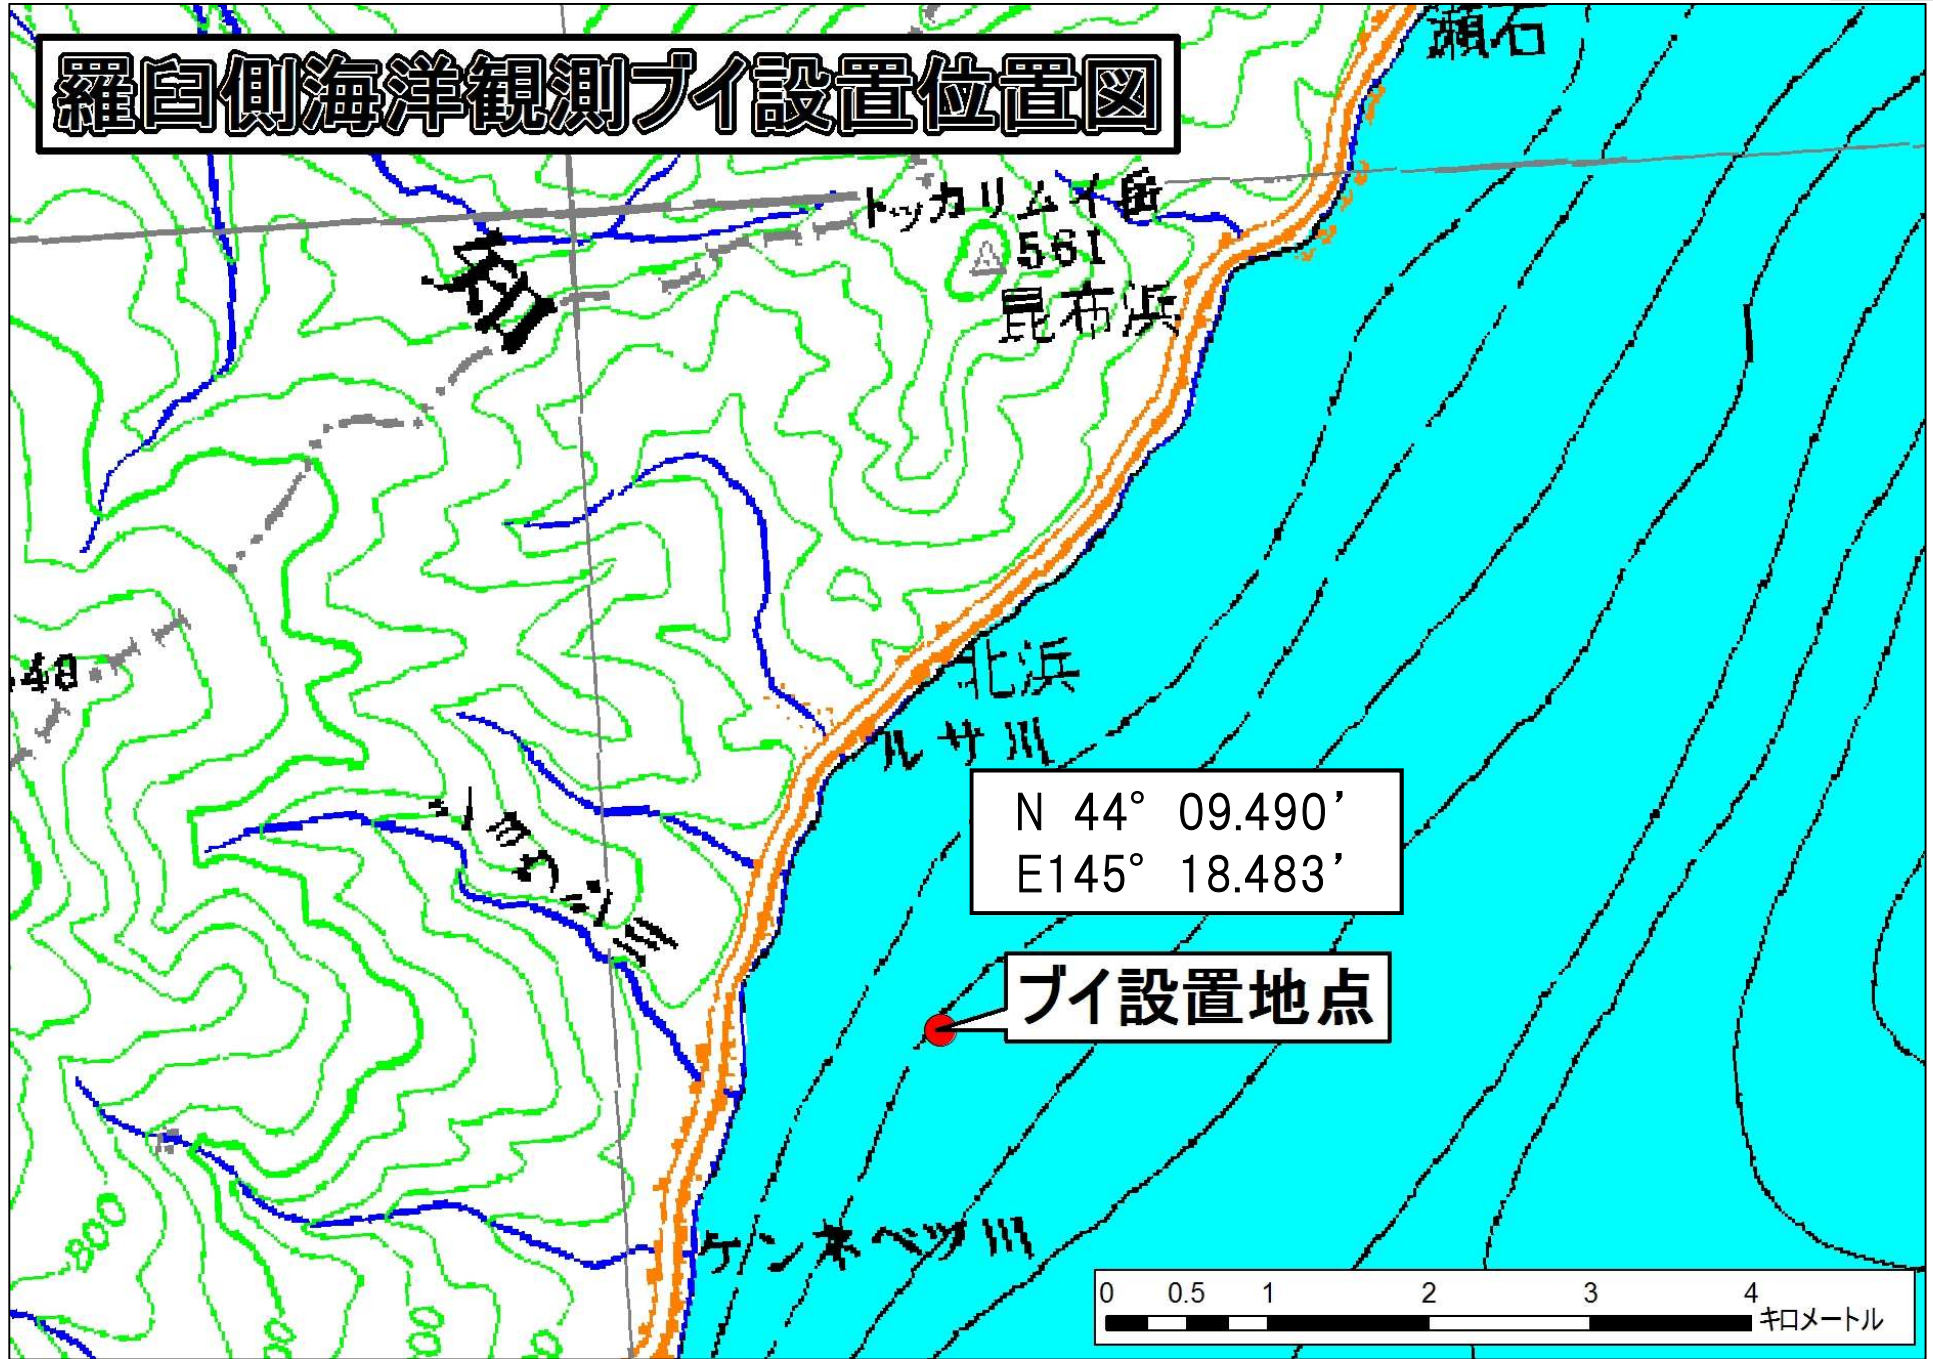 瀬石
羅臼側海洋観測ブイ設置位置図
トッカリムイ岳
561
昆布浜
知
北浜
ルサ川
N 44° 09.490’
E145° 18.483’
ブイ設置地点
800
ケンネベツ川
0 0.5 1 2 3 4
キロメートル